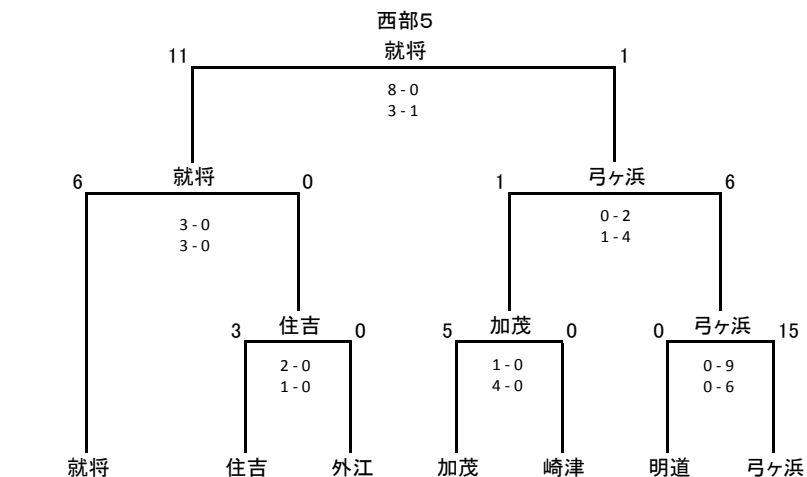 西部5
就将
11 1
8 - 0
3 - 1
就将 弓ヶ浜
6 0 1 6
3 - 0 0 - 2
3 - 0 1 - 4
住吉 加茂 弓ヶ浜
3 0 5 0 0 15
2 - 0 1 - 0 0 - 9
1 - 0 4 - 0 0 - 6
就将 住吉 外江 加茂 崎津 明道 弓ヶ浜